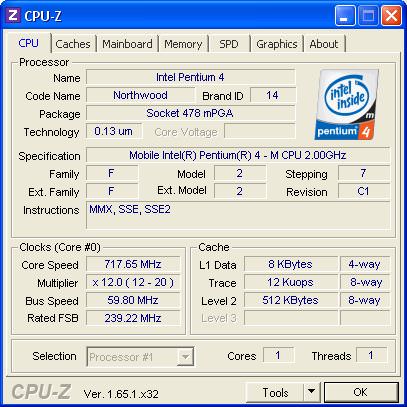 CPU-Z
CPU Caches Mainboard Memory SPD Graphics About
Processor
Name Intel Pentium 4
Code Name Northwood Brand ID 14
Package Socket 478 mPGA
Technology 0.13 um Core Voltage
intel inside m pentium 4
Specification Mobile Intel(R) Pentium(R) 4 - M CPU 2.00GHz
Family F Model 2 Stepping 7
Ext. Family F Ext. Model 2 Revision C1
Instructions MMX, SSE, SSE2
Clocks (Core #0) Cache
Core Speed 717.65 MHz L1 Data 8 KBytes 4-way
Multiplier x 12.0 ( 12 - 20 ) Trace 12 Kuops 8-way
Bus Speed 59.80 MHz Level 2 512 KBytes 8-way
Rated FSB 239.22 MHz Level 3
Selection Processor #1 Cores 1 Threads 1
CPU-Z Ver. 1.65.1.x32 Tools OK